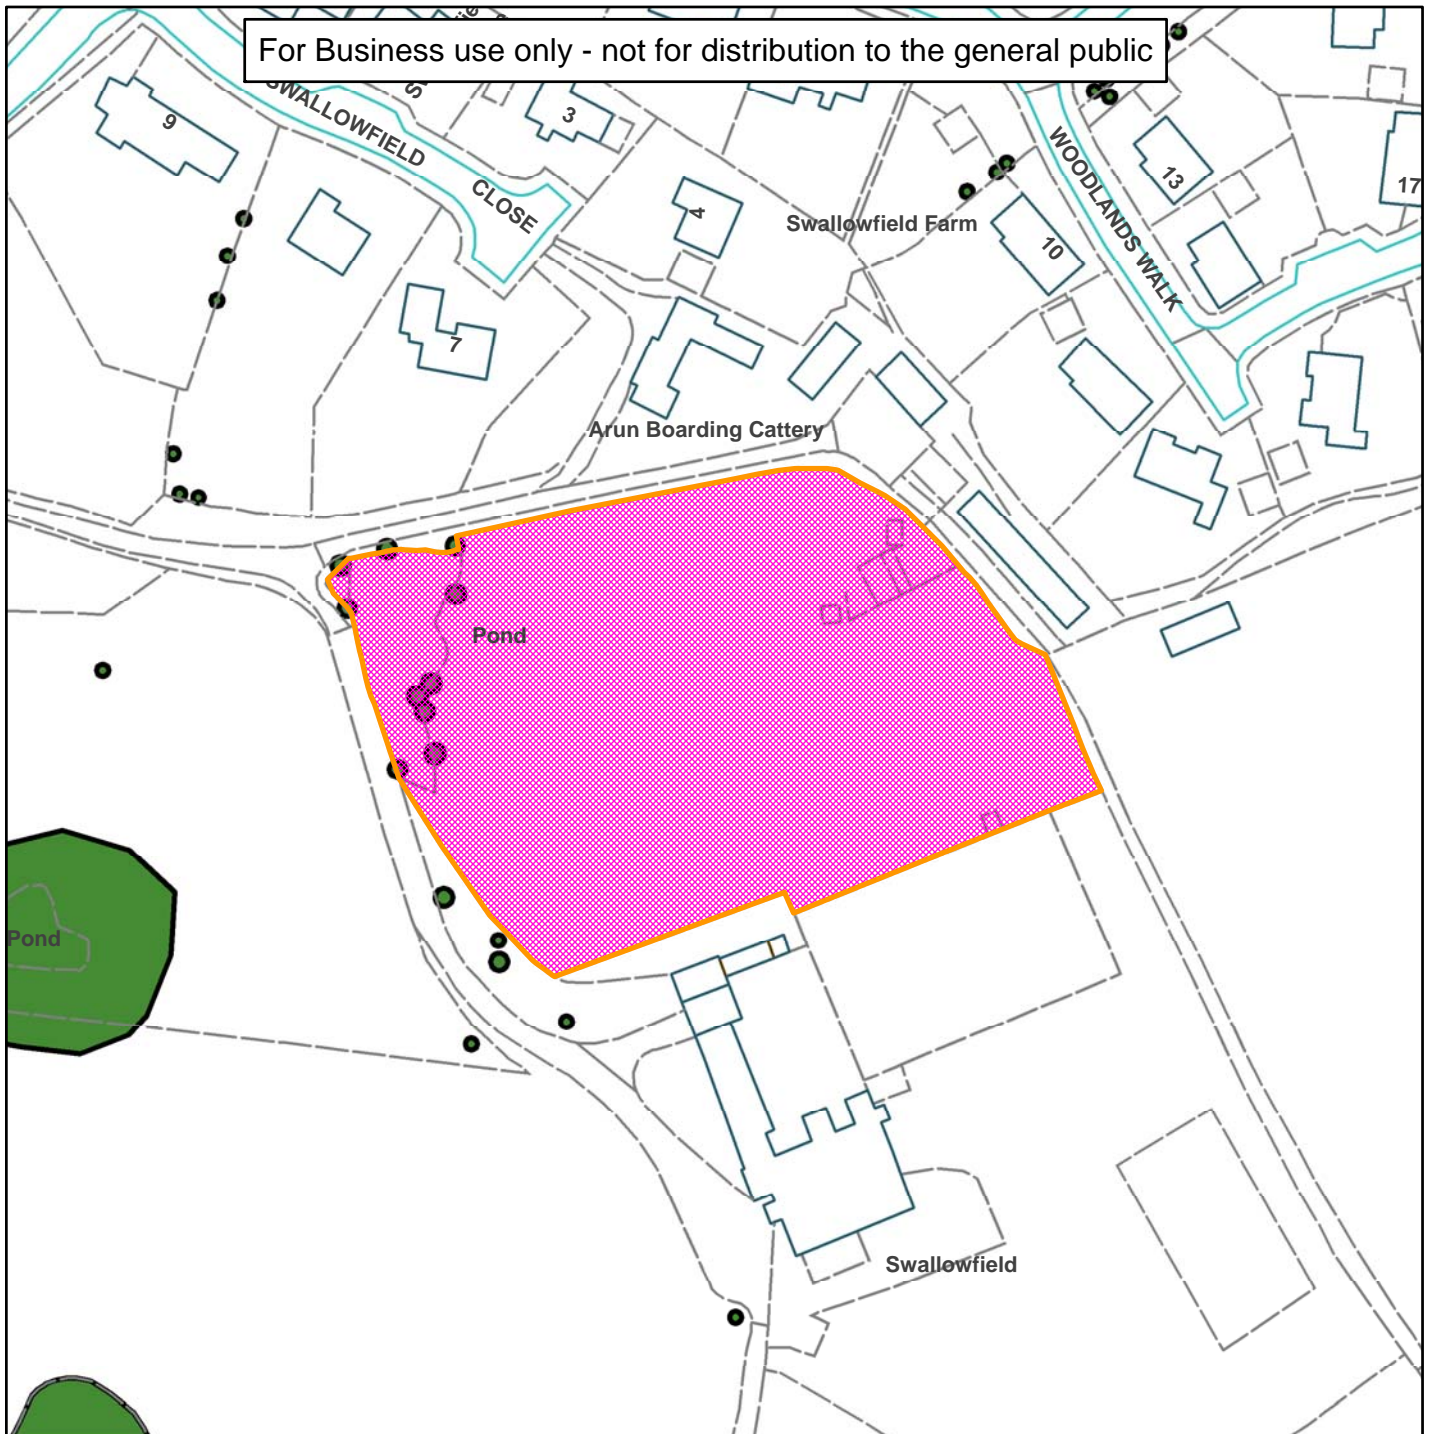 For Business use only - not for distribution to the general public
SWALLOWFIELD
CLOSE
9
3
4
7
Swallowfield Farm
WOODLANDS WALK
13
17
10
Arun Boarding Cattery
Pond
Pond
Swallowfield